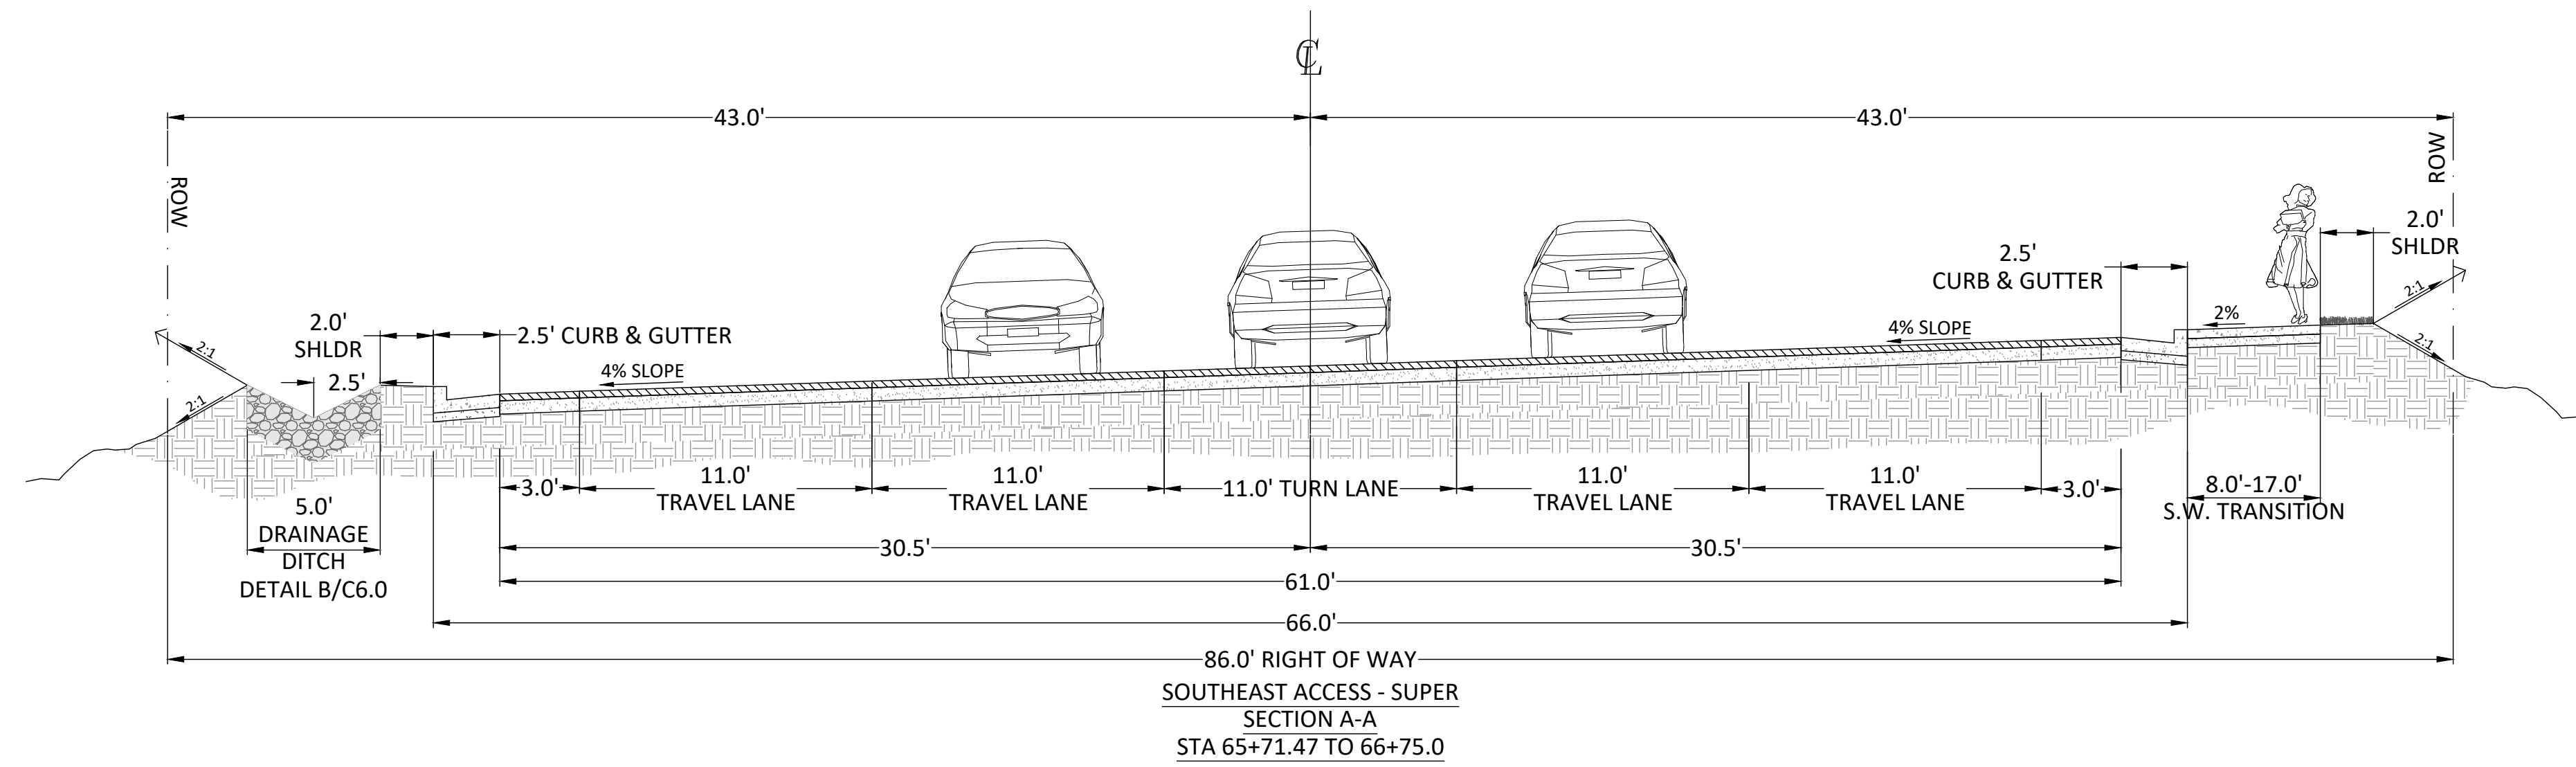 CL
43.0'
43.0'
ROW
ROW
2.0'
SHLDR
2.5'
CURB & GUTTER
2:1
2%
2.0'
SHLDR
2.5' CURB & GUTTER
4% SLOPE
2:1
2:1
2.5'
4% SLOPE
2:1
3.0'
11.0'
TRAVEL LANE
11.0'
TRAVEL LANE
11.0' TURN LANE
11.0'
TRAVEL LANE
11.0'
TRAVEL LANE
3.0'
8.0'-17.0'
S.W. TRANSITION
5.0'
DRAINAGE
DITCH
DETAIL B/C6.0
30.5'
30.5'
61.0'
66.0'
86.0' RIGHT OF WAY
SOUTHEAST ACCESS - SUPER
SECTION A-A
STA 65+71.47 TO 66+75.0